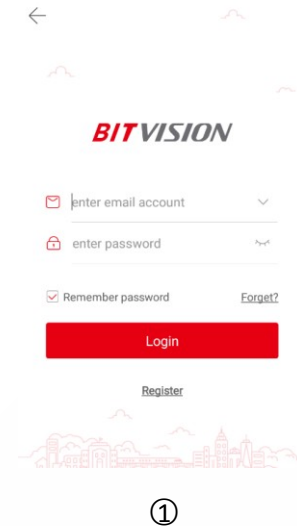 BITVISION
enter email account
enter password
Remember password Forget?
Login
Register
①